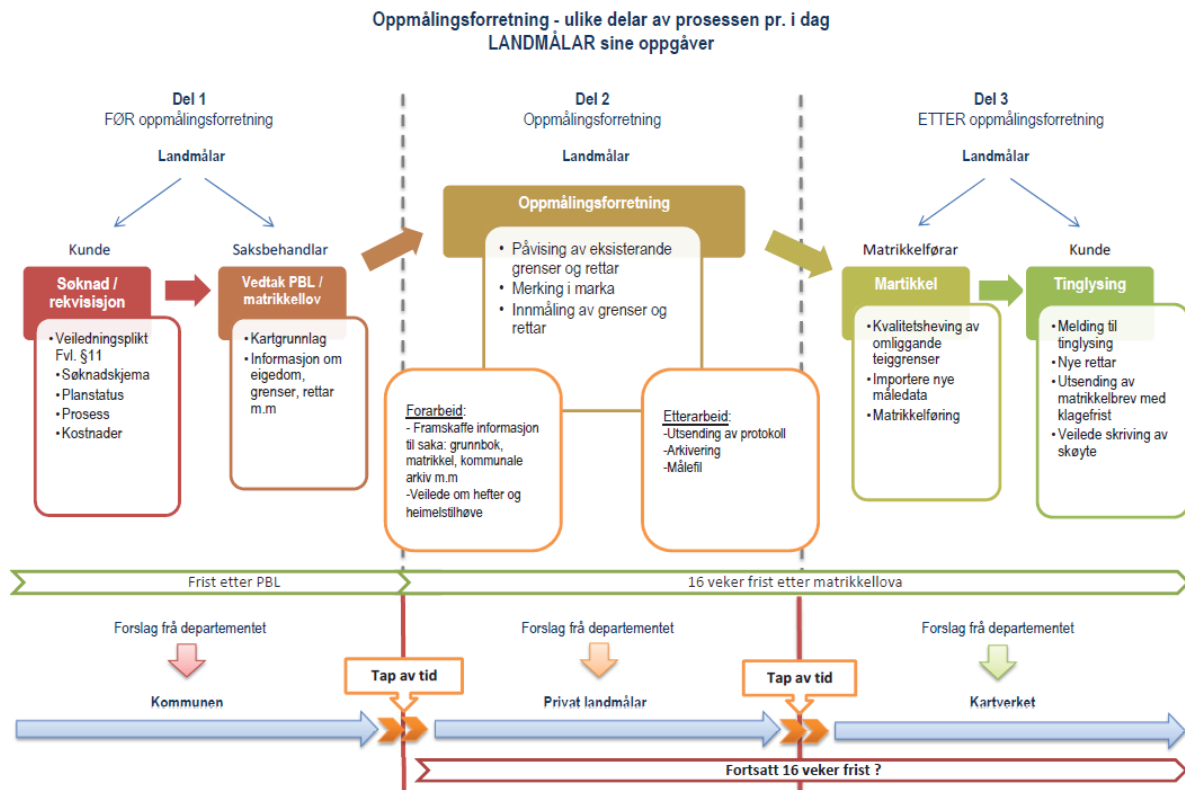 Oppmålingsforretning - ulike delar av prosessen pr. i dag
LANDMÅLAR sine oppgåver
Del 1
FØR oppmålingsforretning
Landmålar
Kunde
Saksbehandlar
Søknad /
rekvisisjon
•Veiledningsplikt
Fvl. §11
•Søknadskjema
•Planstatus
•Prosess
•Kostnader
Vedtak PBL /
matrikkellov
•Kartgrunnlag
•Informasjon om
eigedom,
grenser, rettar
m.m
Del 2
Oppmålingsforretning
Landmålar
Oppmålingsforretning
• Påvising av eksisterande
grenser og rettar
• Merking i marka
• Innmåling av grenser og
rettar
Forarbeid:
- Framskaffe informasjon
til saka: grunnbok,
matrikkel, kommunale
arkiv m.m
-Veilede om hefter og
heimelstilhøve
Etterarbeid:
-Utsending av protokoll
-Arkivering
-Målefil
Del 3
ETTER oppmålingsforretning
Landmålar
Matrikkelførar
Kunde
Martikkel
•Kvalitetsheving av
omliggande
teiggrenser
•Importere nye
måledata
•Matrikkelføring
Tinglysing
•Melding til
tinglysing
•Nye rettar
•Utsending av
matrikkelbrev med
klagefrist
•Veilede skriving av
skøyte
Frist etter PBL
16 veker frist etter matrikkellova
Forslag frå departementet
Forslag frå departementet
Forslag frå departementet
Tap av tid
Tap av tid
Kommunen
Privat landmålar
Kartverket
Fortsatt 16 veker frist ?